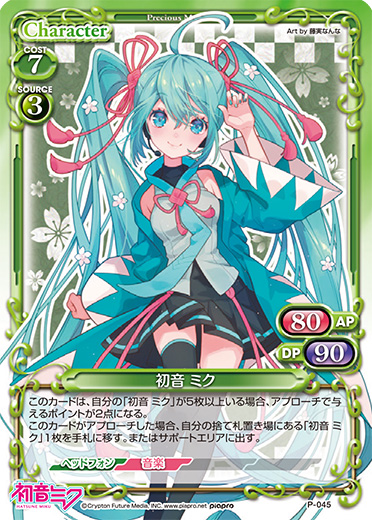 Precious M
Character
Art by 藤実なんな
COST
7
SOURCE
3
80 AP
DP 90
初音 ミク
このカードは、自分の「初音 ミク」が5枚以上いる場合、アプローチで与
えるポイントが2点になる。
このカードがアプローチした場合、自分の捨て札置き場にある「初音 ミ
ク」1枚を手札に移す。またはサポートエリアに出す。
ヘッドフォン 音楽
初音ミク
HATSUNE MIKU
©Crypton Future Media, INC. www.piapro.net piapro
P-045